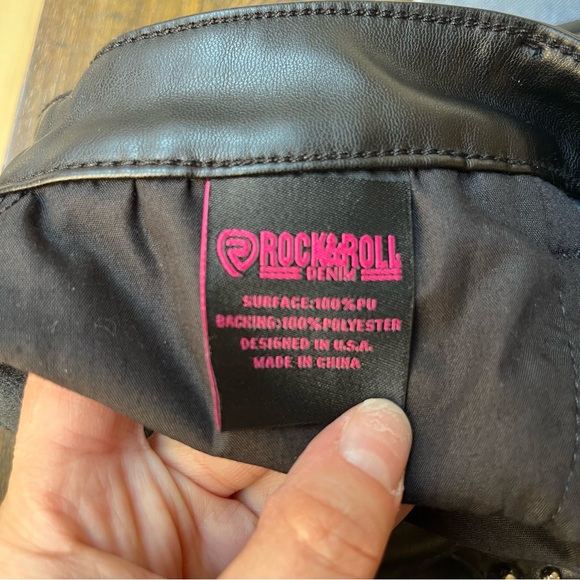 ROCK&ROLL
DENIM
SURFACE:100%PU
BACKING:100%POLYESTER
DESIGNED IN U.S.A.
MADE IN CHINA